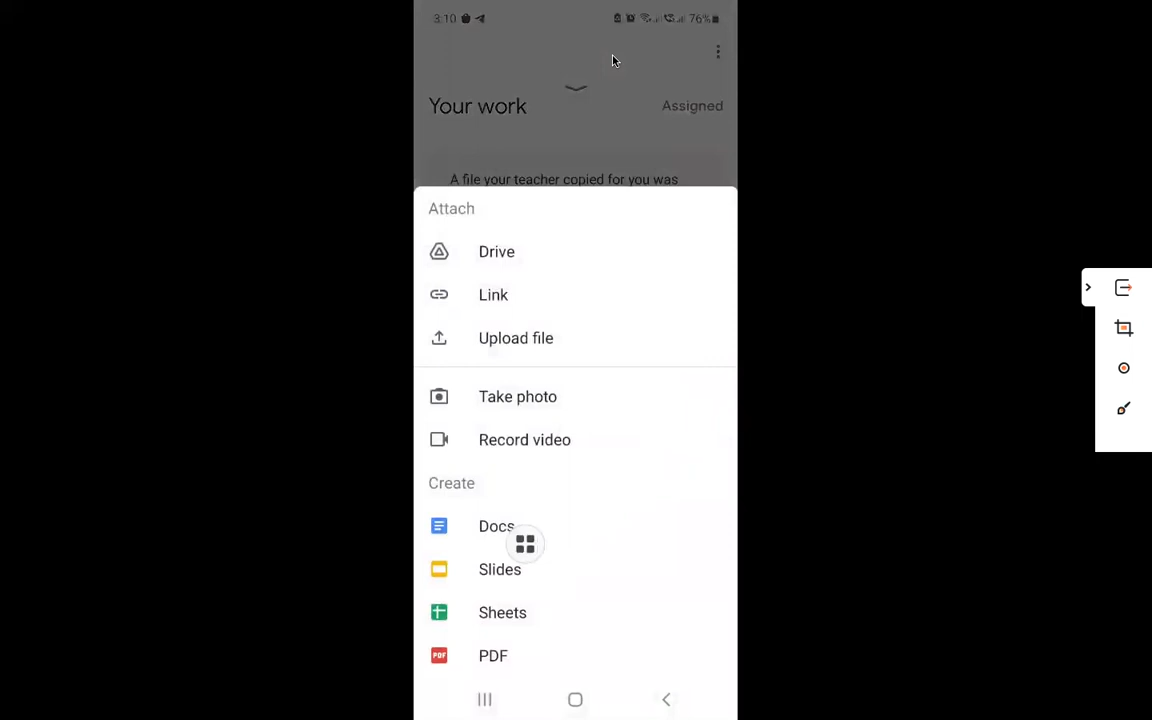 3:10 76%
Your work Assigned
A file your teacher copied for you was
Attach
Drive
Link
Upload file
Take photo
Record video
Create
Docs
Slides
Sheets
PDF PDF